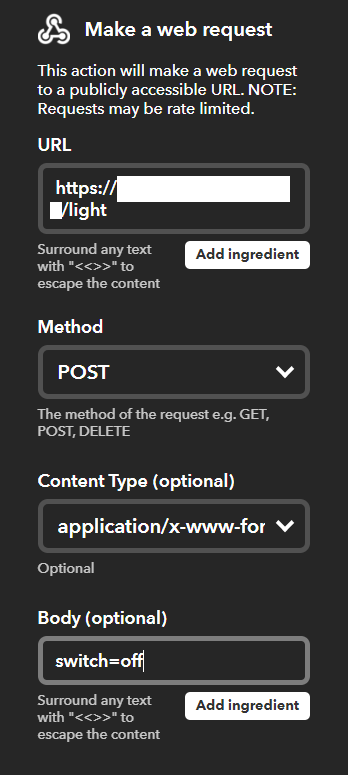 Make a web request
This action will make a web request
to a publicly accessible URL. NOTE:
Requests may be rate limited.
URL
https://
/light
Surround any text
with "<<>>" to
escape the content
Add ingredient
Method
POST
The method of the request e.g. GET,
POST, DELETE
Content Type (optional)
application/x-www-for
Optional
Body (optional)
switch=off
Surround any text
with "<<>>" to
escape the content
Add ingredient